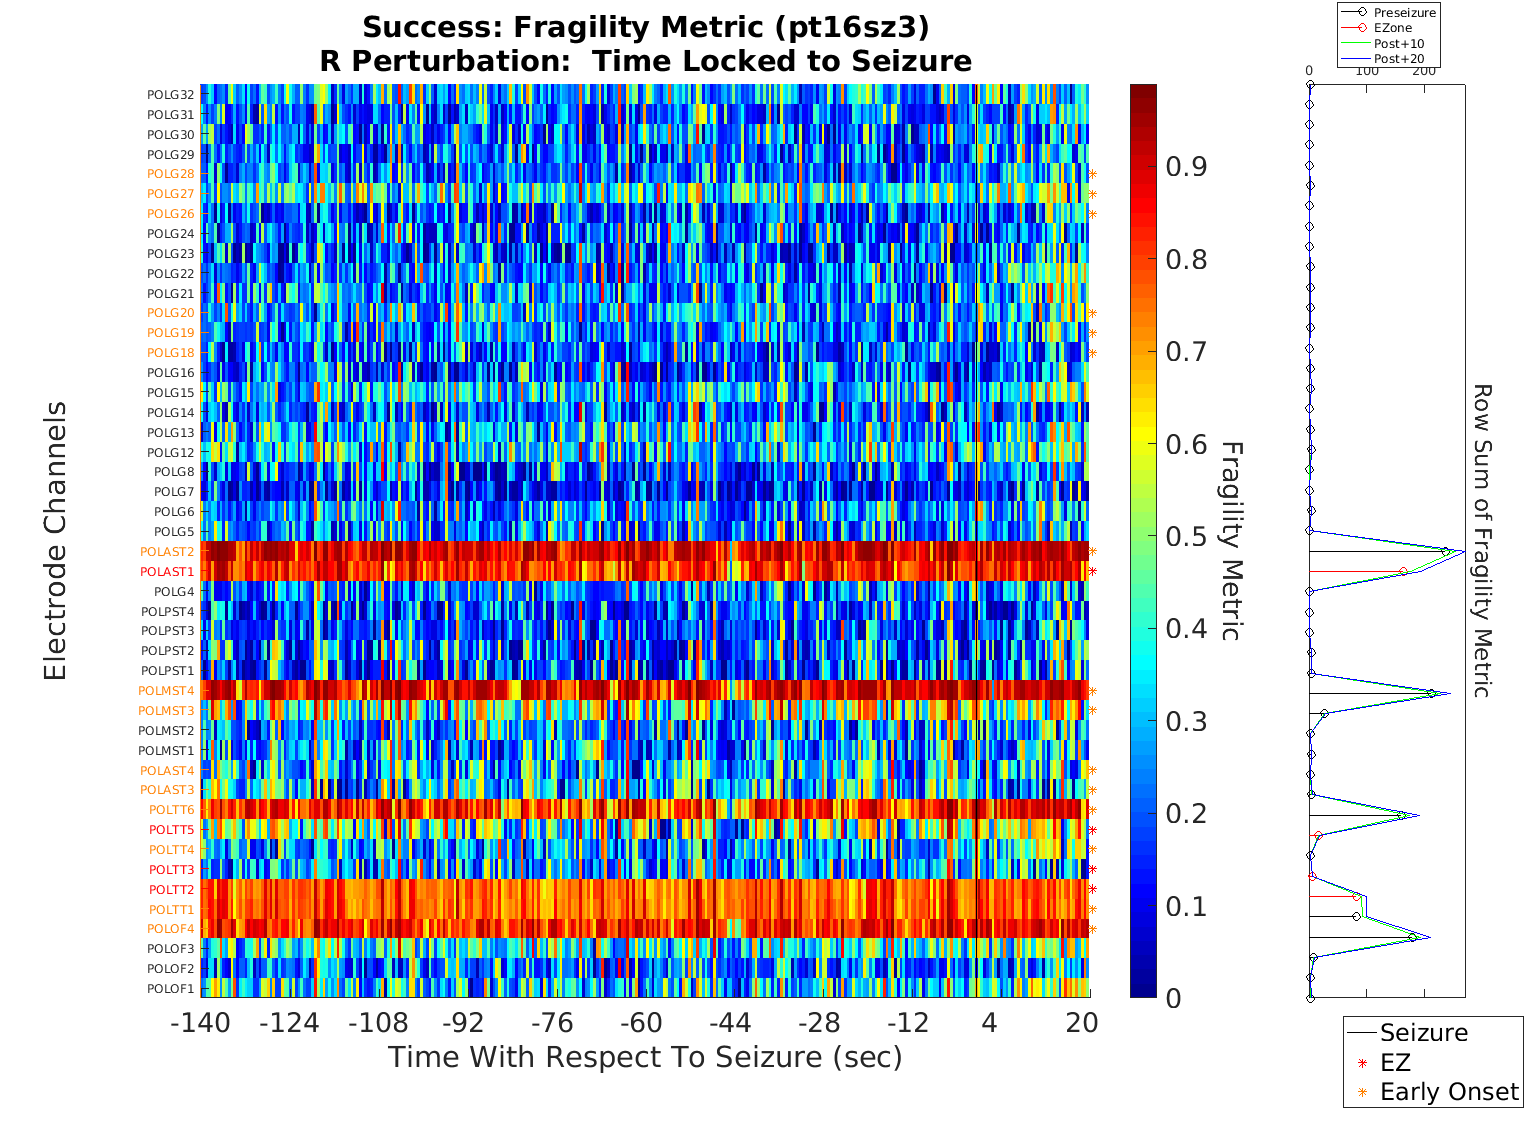 Success: Fragility Metric (pt16sz3)
R Perturbation:  Time Locked to Seizure
Electrode Channels
POLG32
POLG31
POLG30
POLG29
POLG28
POLG27
POLG26
POLG24
POLG23
POLG22
POLG21
POLG20
POLG19
POLG18
POLG16
POLG15
POLG14
POLG13
POLG12
POLG8
POLG7
POLG6
POLG5
POLAST2
POLAST1
POLG4
POLPST4
POLPST3
POLPST2
POLPST1
POLMST4
POLMST3
POLMST2
POLMST1
POLAST4
POLAST3
POLTT6
POLTT5
POLTT4
POLTT3
POLTT2
POLTT1
POLOF4
POLOF3
POLOF2
POLOF1
-140 -124 -108 -92 -76 -60 -44 -28 -12 4 20
Time With Respect To Seizure (sec)
0.9
0.8
0.7
0.6
0.5
0.4
0.3
0.2
0.1
0
Fragility Metric
Preseizure
EZone
Post+10
Post+20
0 100 200
Row Sum of Fragility Metric
Seizure
EZ
Early Onset